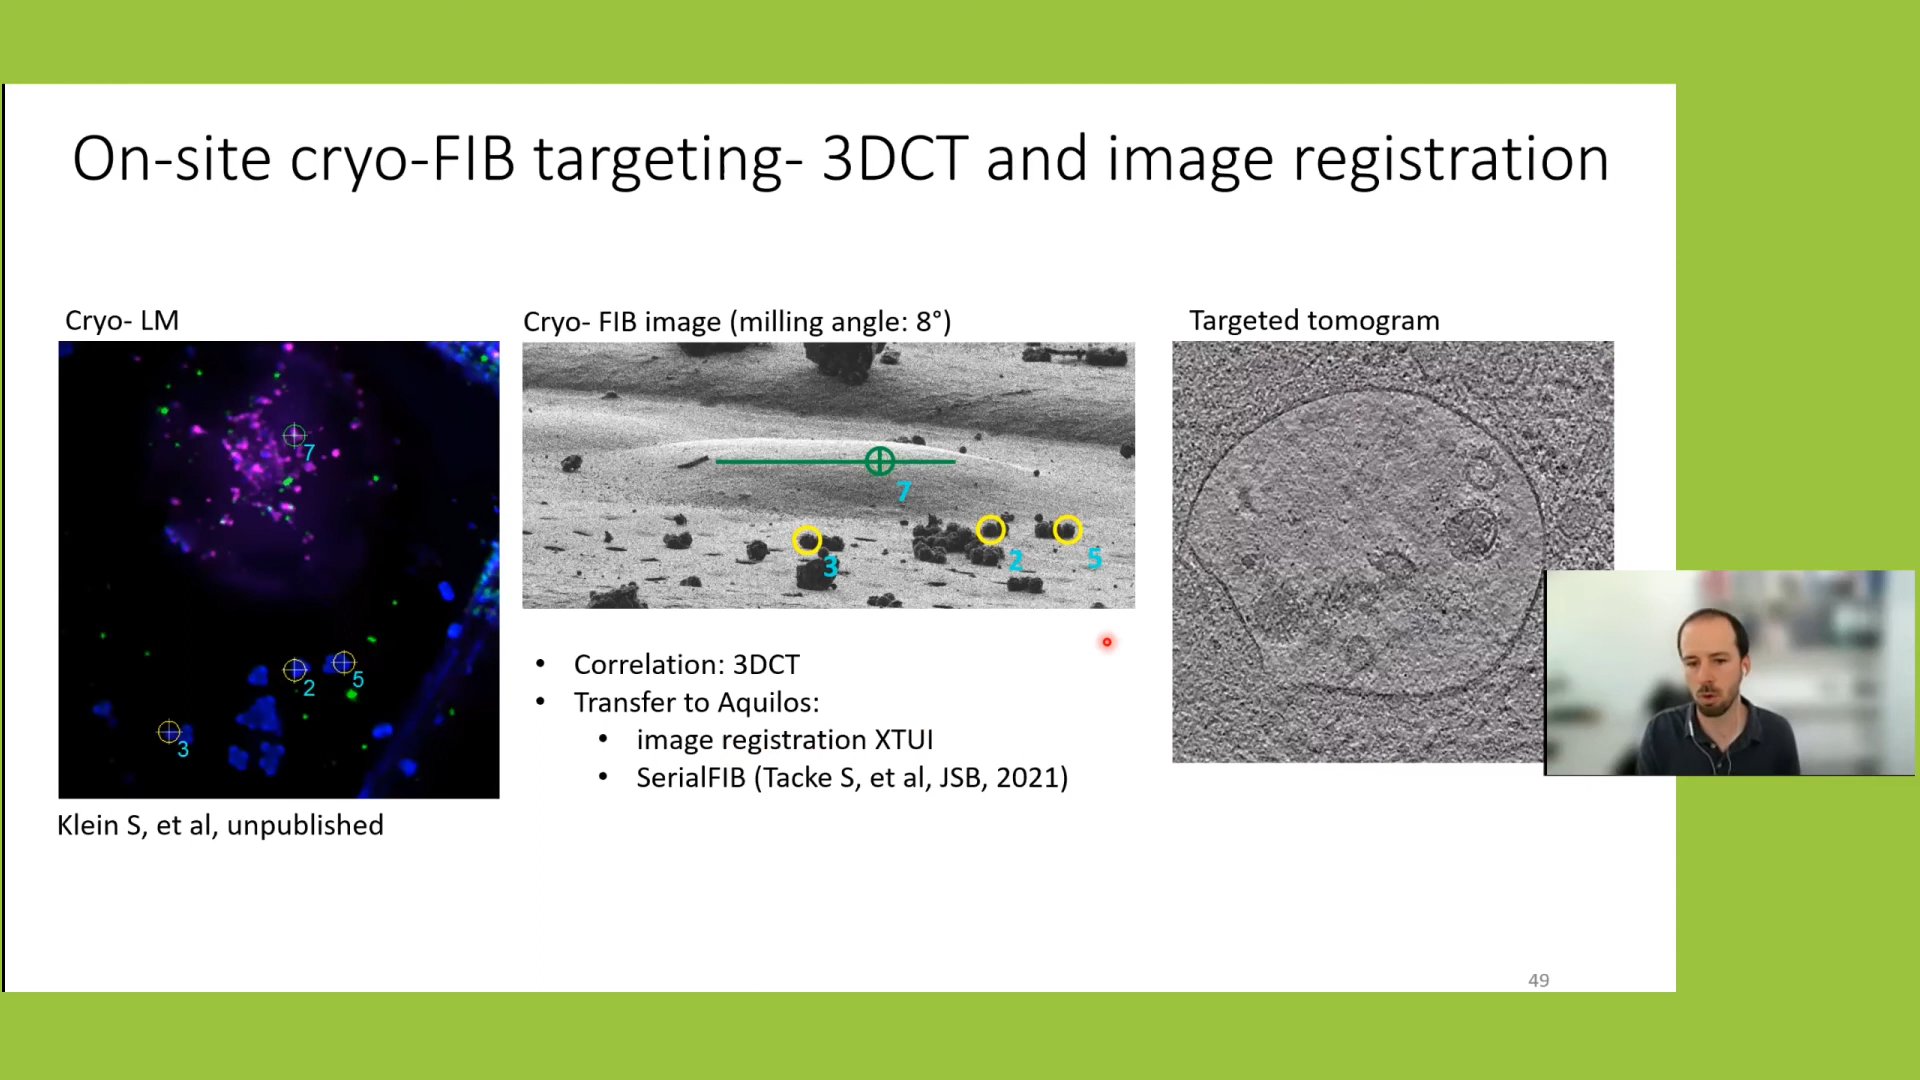 On-site cryo-FIB targeting- 3DCT and image registration
Cryo- LM
Cryo- FIB image (milling angle: 8°)
Targeted tomogram
7
2
5
3
7
3
2
5
• Correlation: 3DCT
• Transfer to Aquilos:
• image registration XTUI
• SerialFIB (Tacke S, et al, JSB, 2021)
Klein S, et al, unpublished
49